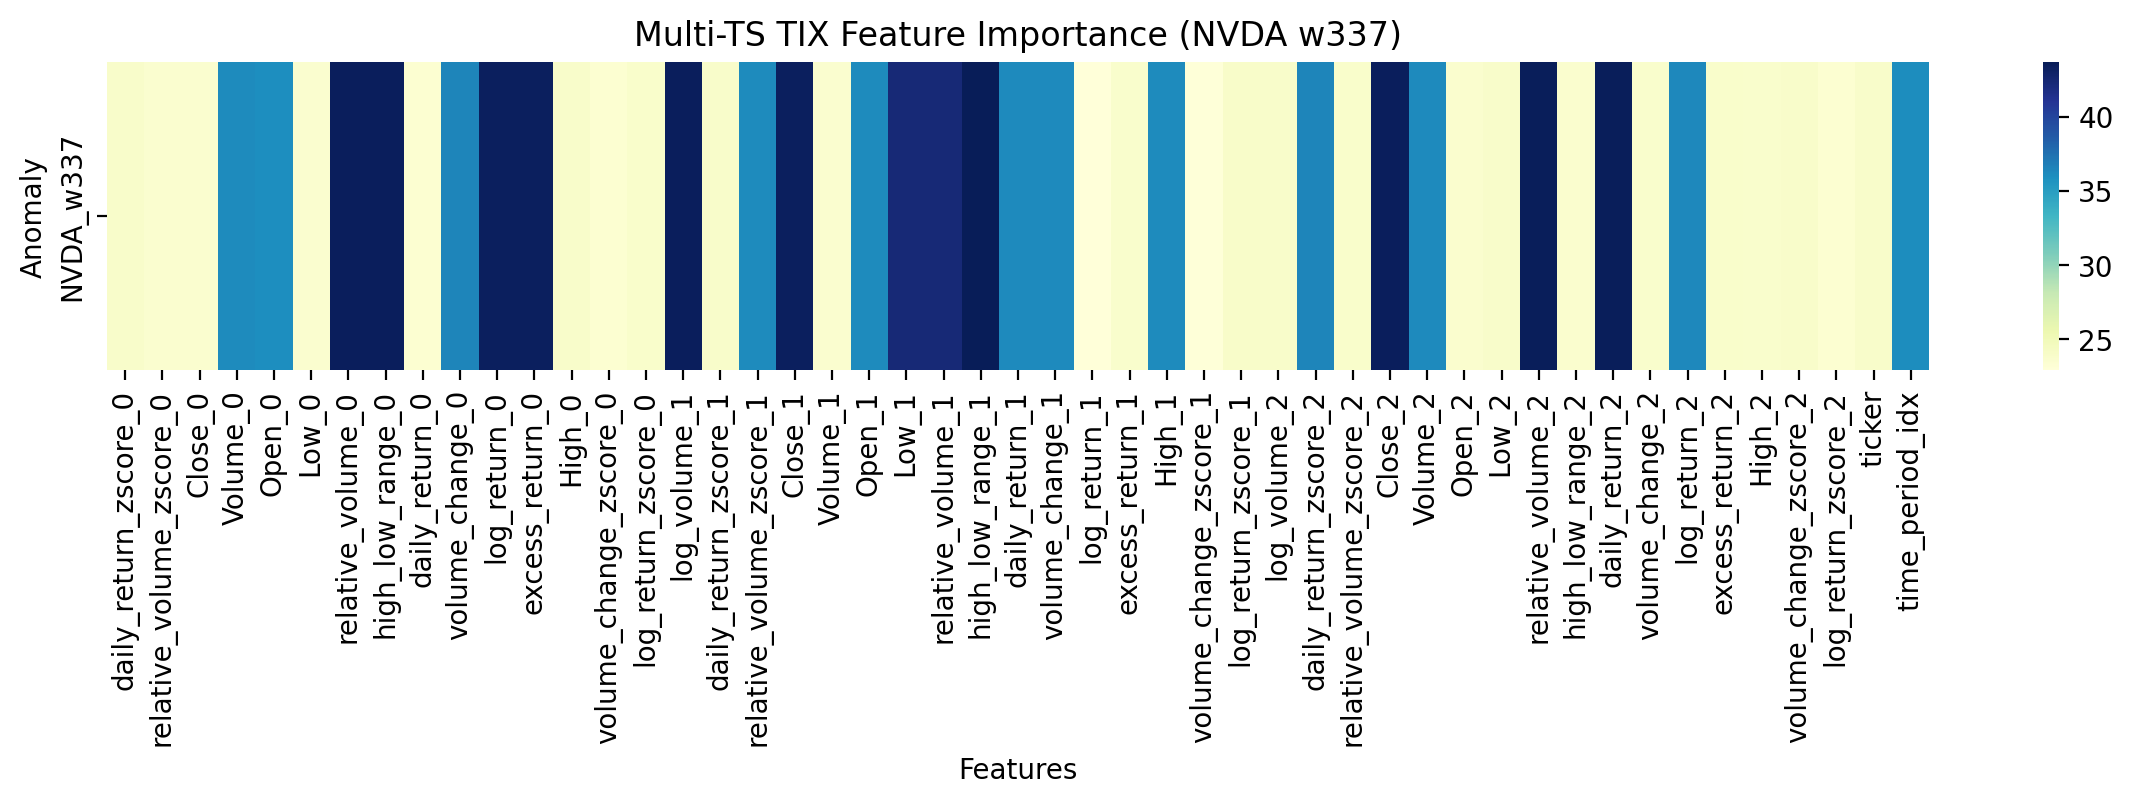 Multi-TS TIX Feature Importance (NVDA w337)
Anomaly
NVDA_w337
40
35
30
25
daily_return_zscore_0
relative_volume_zscore_0
Close_0
Volume_0
Open_0
Low_0
relative_volume_0
high_low_range_0
daily_return_0
volume_change_0
log_return_0
excess_return_0
High_0
volume_change_zscore_0
log_return_zscore_0
log_volume_1
daily_return_zscore_1
relative_volume_zscore_1
Close_1
Volume_1
Open_1
Low_1
relative_volume_1
high_low_range_1
daily_return_1
volume_change_1
log_return_1
excess_return_1
High_1
volume_change_zscore_1
log_return_zscore_1
log_volume_2
daily_return_zscore_2
relative_volume_zscore_2
Close_2
Volume_2
Open_2
Low_2
relative_volume_2
high_low_range_2
daily_return_2
volume_change_2
log_return_2
excess_return_2
High_2
volume_change_zscore_2
log_return_zscore_2
ticker
time_period_idx
Features